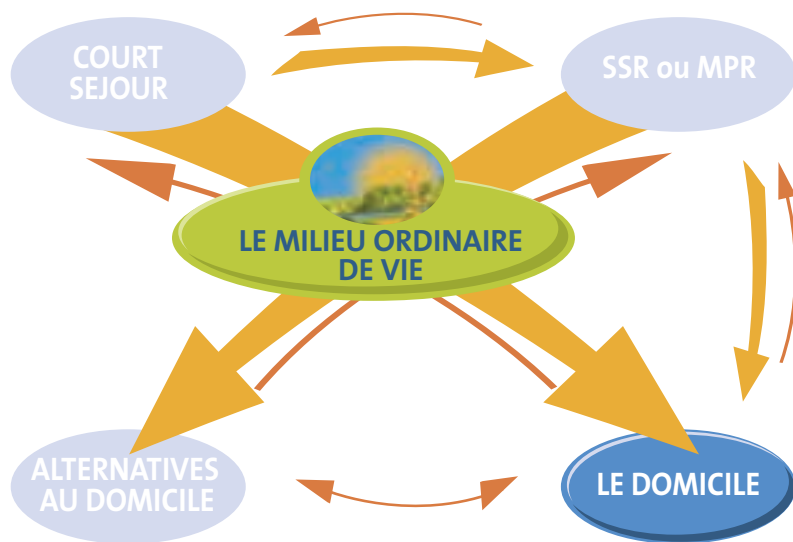 COURT
SEJOUR
SSR ou MPR
LE MILIEU ORDINAIRE
DE VIE
ALTERNATIVES
AU DOMICILE
LE DOMICILE